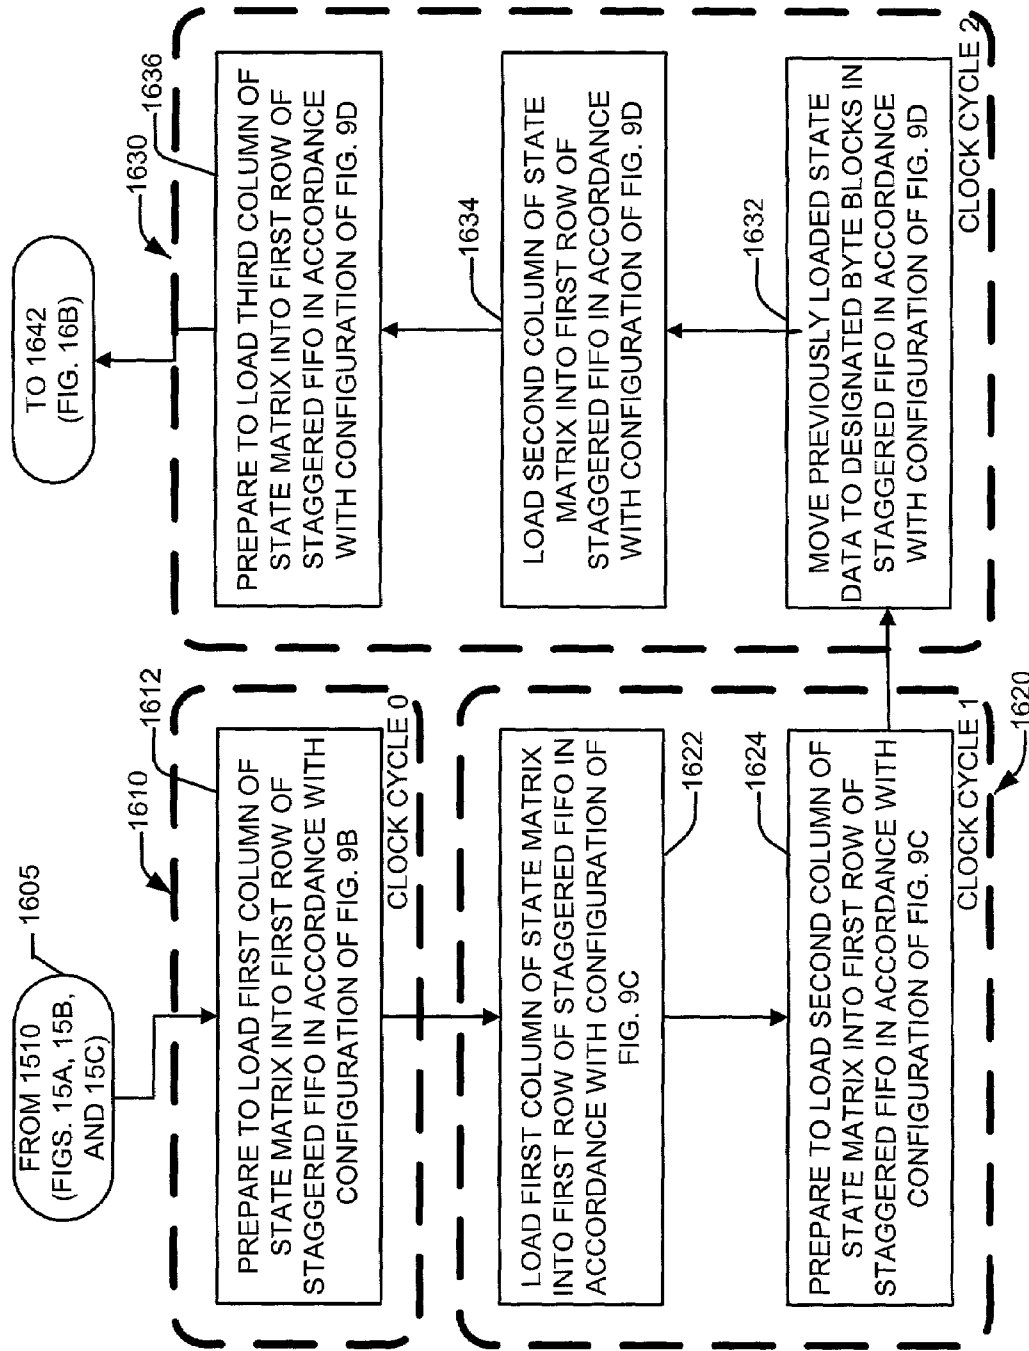 FROM 1510
(FIGS. 15A, 15B,
AND 15C)
1605
1610
1612
PREPARE TO LOAD FIRST COLUMN OF
STATE MATRIX INTO FIRST ROW OF
STAGGERED FIFO IN ACCORDANCE WITH
CONFIGURATION OF FIG. 9B
CLOCK CYCLE 0
LOAD FIRST COLUMN OF STATE MATRIX
INTO FIRST ROW OF STAGGERED FIFO IN
ACCORDANCE WITH CONFIGURATION OF
FIG. 9C
1622
1624
PREPARE TO LOAD SECOND COLUMN OF
STATE MATRIX INTO FIRST ROW OF
STAGGERED FIFO IN ACCORDANCE WITH
CONFIGURATION OF FIG. 9C
CLOCK CYCLE 1
1620
TO 1642
(FIG. 16B)
1630
1636
PREPARE TO LOAD THIRD COLUMN OF
STATE MATRIX INTO FIRST ROW OF
STAGGERED FIFO IN ACCORDANCE
WITH CONFIGURATION OF FIG. 9D
1634
LOAD SECOND COLUMN OF STATE
MATRIX INTO FIRST ROW OF
STAGGERED FIFO IN ACCORDANCE
WITH CONFIGURATION OF FIG. 9D
1632
MOVE PREVIOUSLY LOADED STATE
DATA TO DESIGNATED BYTE BLOCKS IN
STAGGERED FIFO IN ACCORDANCE
WITH CONFIGURATION OF FIG. 9D
CLOCK CYCLE 2